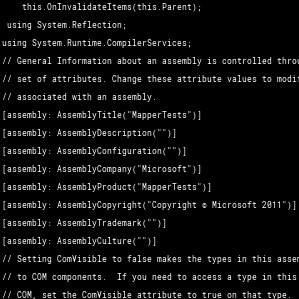 this.OnInvalidateItems(this.Parent);
using System.Reflection;
using System.Runtime.CompilerServices;
// General Information about an assembly is controlled
// set of attributes. Change these attribute values to
// associated with an assembly.
[assembly: AssemblyTitle("MapperTests")]
[assembly: AssemblyDescription("")]
[assembly: AssemblyConfiguration("")]
[assembly: AssemblyCompany("Microsoft")]
[assembly: AssemblyProduct("MapperTests")]
[assembly: AssemblyCopyright("Copyright © Microsoft 2011")]
[assembly: AssemblyTrademark("")]
[assembly: AssemblyCulture("")]
// Setting ComVisible to false makes the types in this
// to COM components.  If you need to access a type in this
// COM, set the ComVisible attribute to true on that type.